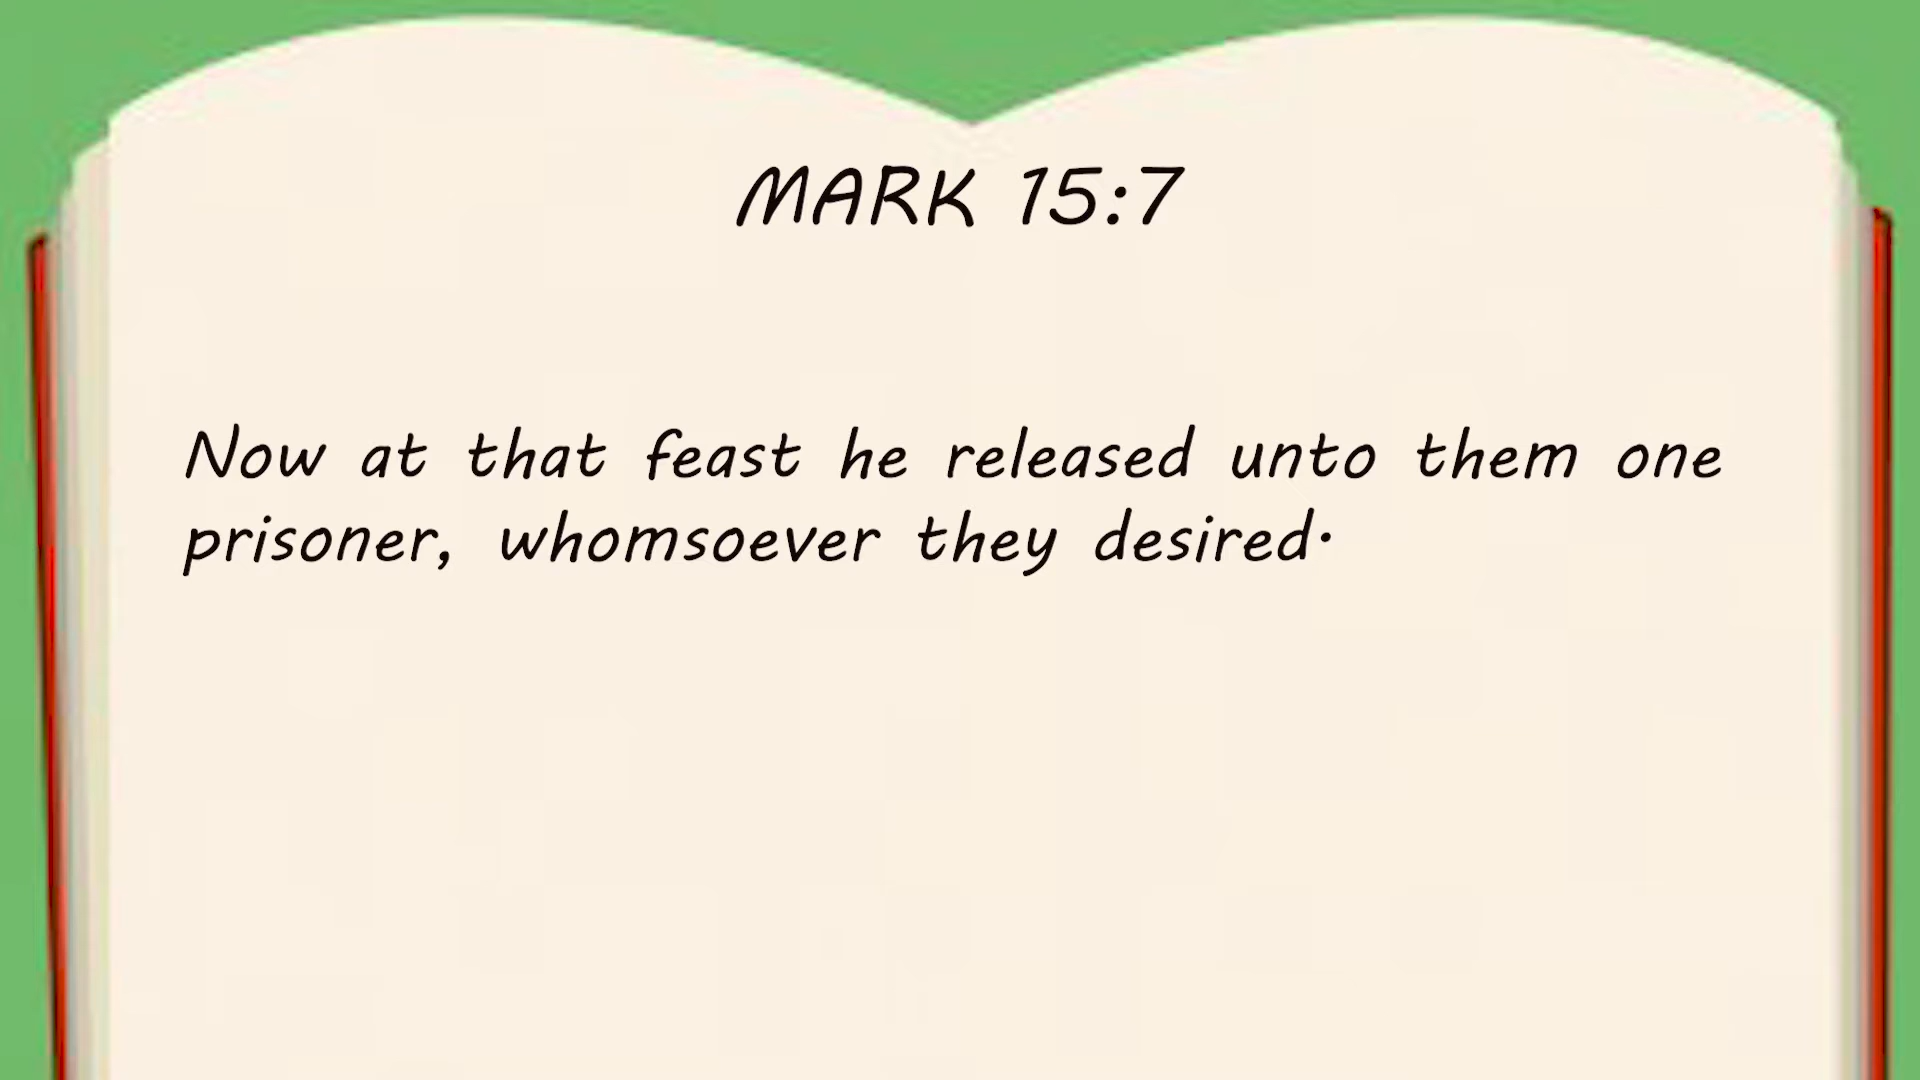 MARK 15:7
Now at that feast he released unto them one
prisoner, whomsoever they desired.